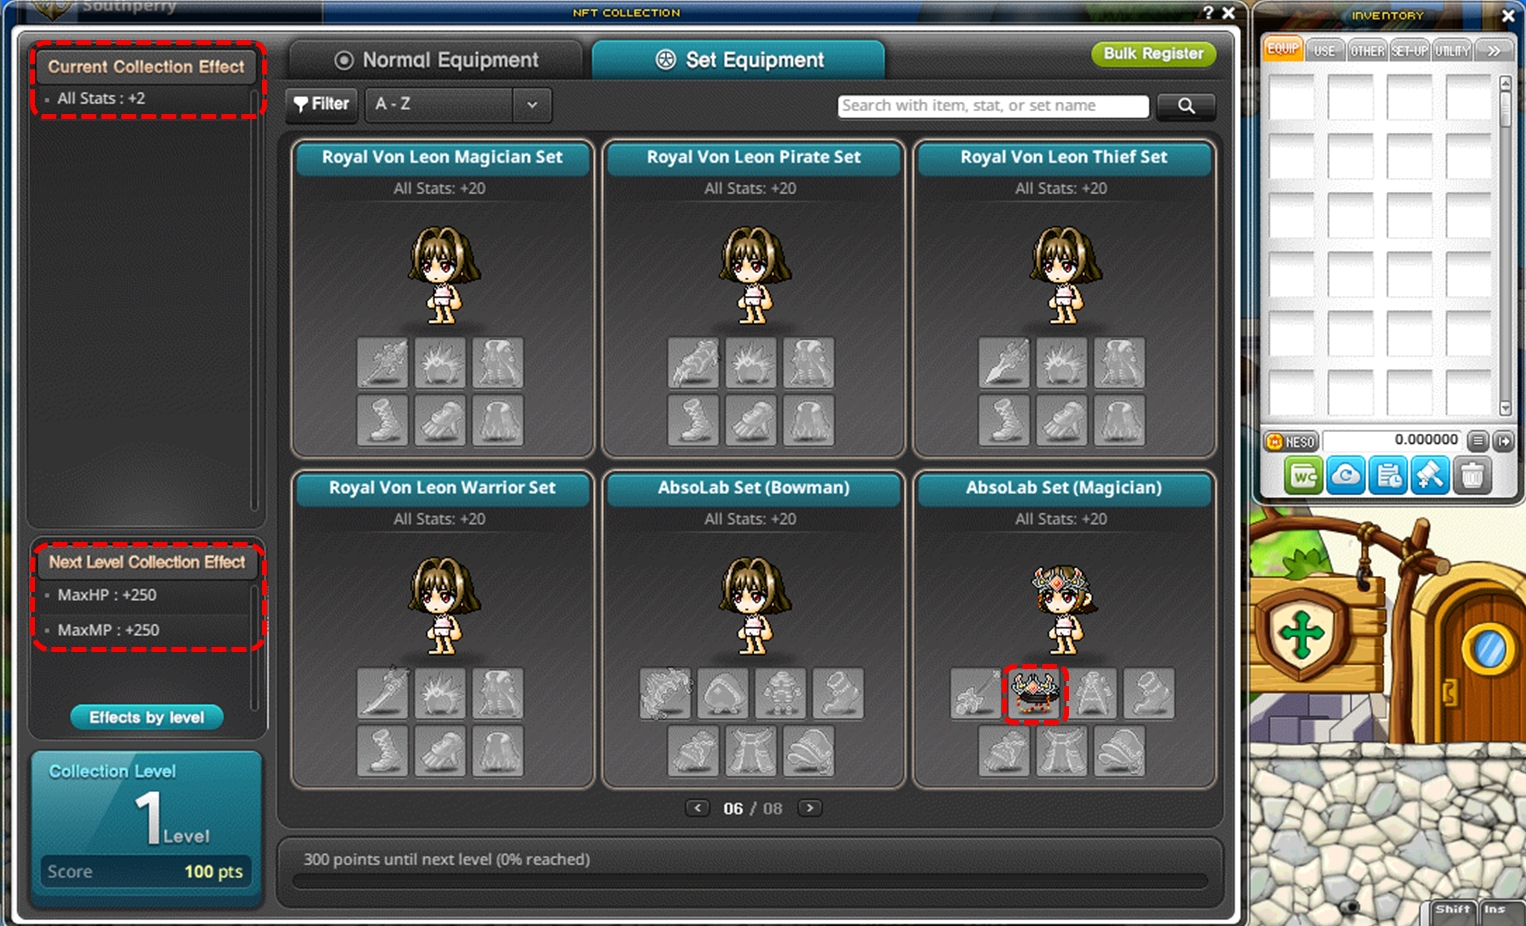 Southperry
NFT COLLECTION
?
Current Collection Effect
All Stats : +2
Next Level Collection Effect
MaxHP : +250
MaxMP : +250
Effects by level
Collection Level
1 Level
Score 100 pts
Normal Equipment
Set Equipment
Bulk Register
Filter
A - Z
Search with item, stat, or set name
Royal Von Leon Magician Set
All Stats: +20
Royal Von Leon Pirate Set
All Stats: +20
Royal Von Leon Thief Set
All Stats: +20
Royal Von Leon Warrior Set
All Stats: +20
AbsoLab Set (Bowman)
All Stats: +20
AbsoLab Set (Magician)
All Stats: +20
06 / 08
300 points until next level (0% reached)
INVENTORY
EQUIP USE OTHER SET-UP UTILITY
NESO 0.000000
WC
Shift Ins